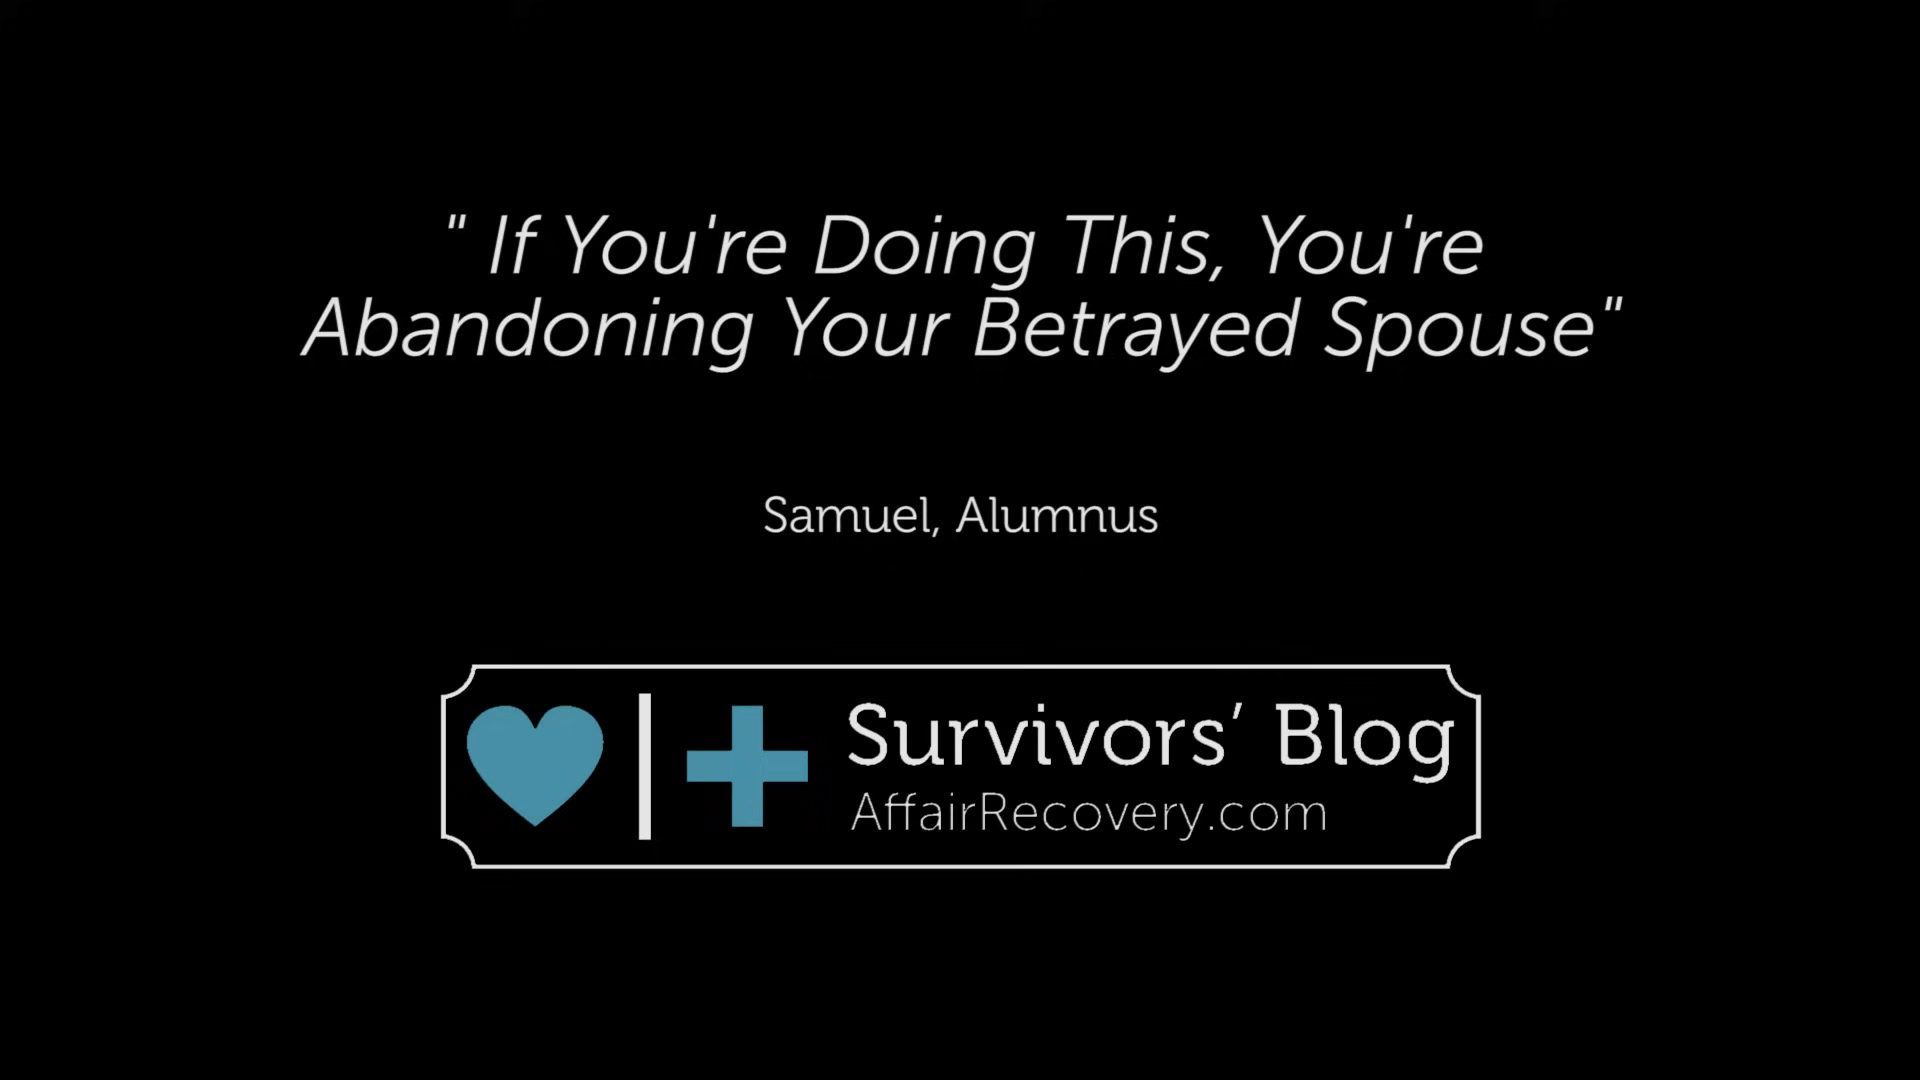 " If You're Doing This, You're
Abandoning Your Betrayed Spouse"
Samuel, Alumnus
Survivors’ Blog
AffairRecovery.com